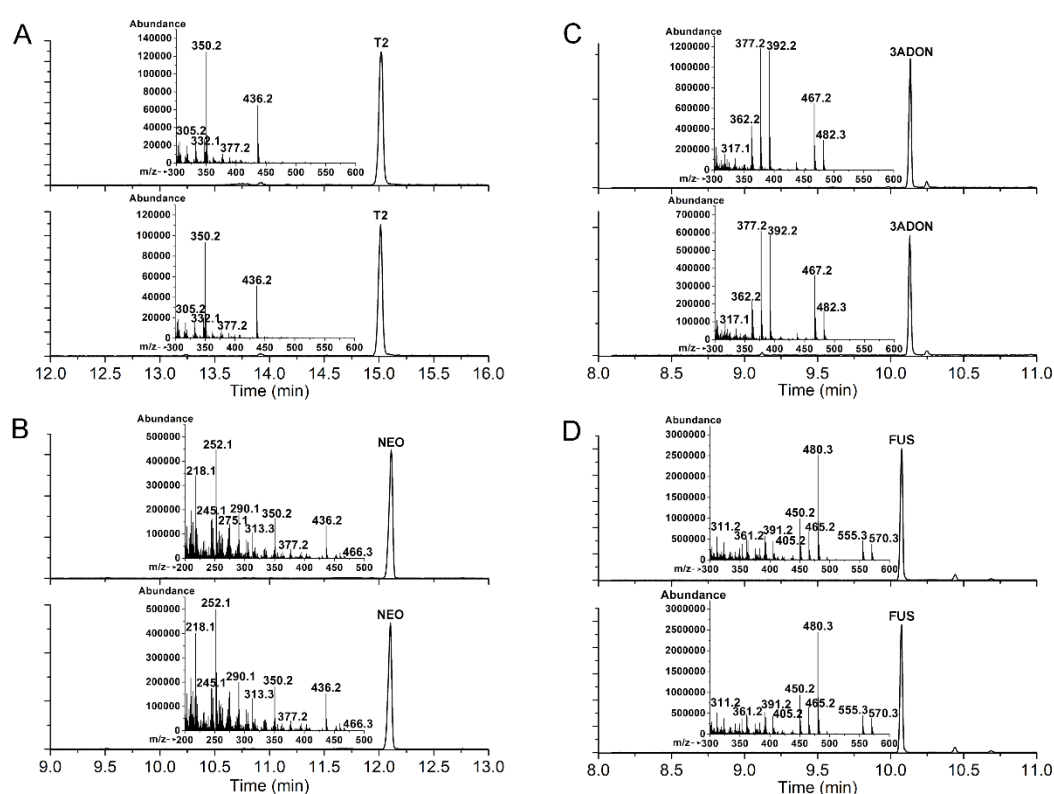 A
Abundance
140000
120000
100000
80000
60000
40000
20000
0
350.2
436.2
305.2
332.1
377.2
m/z-->
300 350 400 450 500 550 600
T2
120000
100000
80000
60000
40000
20000
0
350.2
436.2
305.2
332.1
377.2
m/z-->
300 350 400 450 500 550 600
T2
12.0 12.5 13.0 13.5 14.0 14.5 15.0 15.5 16.0
Time (min)
C
Abundance
1200000
1000000
800000
600000
400000
200000
0
377.2
392.2
467.2
362.2
482.3
317.1
m/z-->
300 350 400 450 500 550 600
3ADON
700000
600000
500000
400000
300000
200000
100000
0
377.2
392.2
467.2
362.2
482.3
317.1
m/z-->
300 350 400 450 500 550 600
3ADON
8.0 8.5 9.0 9.5 10.0 10.5 11.0
Time (min)
B
Abundance
500000
400000
300000
200000
100000
0
252.1
218.1
245.1
275.1
290.1
313.3
350.2
377.2
436.2
466.3
m/z-->
200 250 300 350 400 450 500
NEO
500000
400000
300000
200000
100000
0
252.1
218.1
245.1
290.1
313.3
350.2
377.2
436.2
466.3
m/z-->
200 250 300 350 400 450 500
NEO
9.0 9.5 10.0 10.5 11.0 11.5 12.0 12.5 13.0
Time (min)
D
Abundance
3000000
2500000
2000000
1500000
1000000
500000
0
480.3
450.2
465.2
391.2
405.2
311.2
361.2
555.3
570.3
m/z-->
300 350 400 450 500 550 600
FUS
Abundance
3000000
2500000
2000000
1500000
1000000
500000
0
480.3
450.2
465.2
391.2
405.2
311.2
361.2
555.3
570.3
m/z-->
300 350 400 450 500 550 600
FUS
8.0 8.5 9.0 9.5 10.0 10.5 11.0
Time (min)